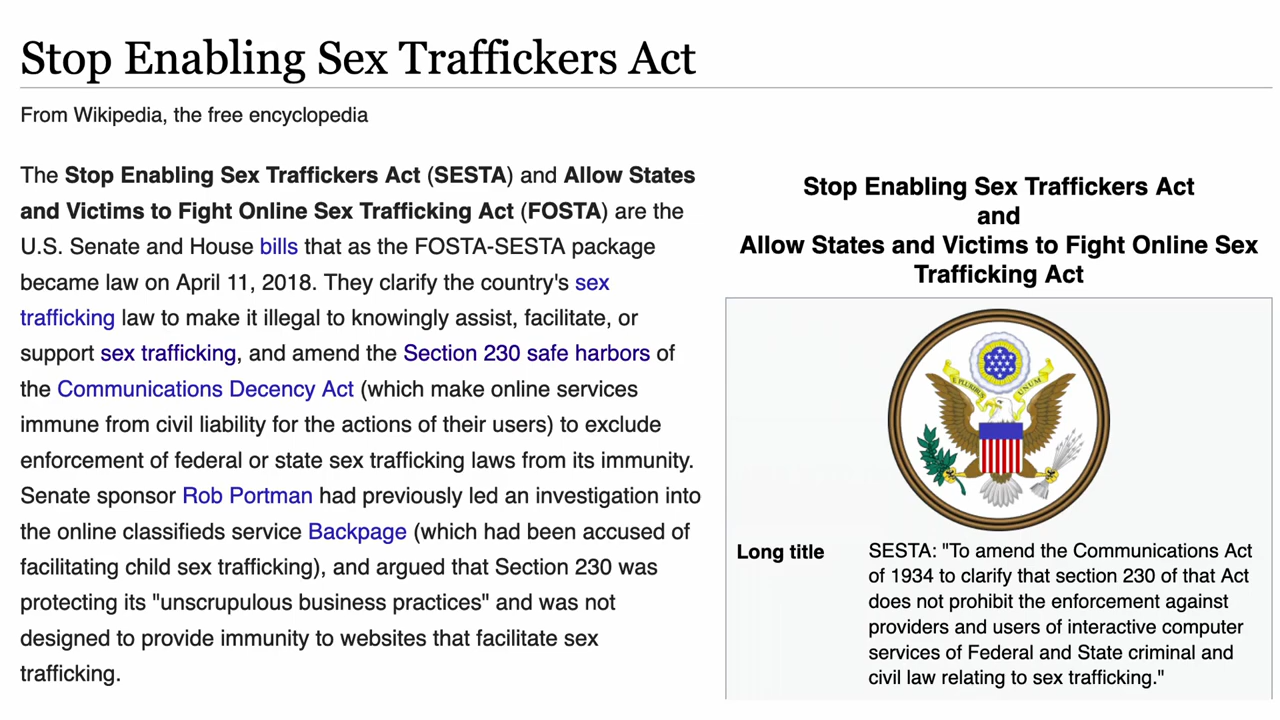 Stop Enabling Sex Traffickers Act
From Wikipedia, the free encyclopedia
The Stop Enabling Sex Traffickers Act (SESTA) and Allow States
and Victims to Fight Online Sex Trafficking Act (FOSTA) are the
U.S. Senate and House bills that as the FOSTA-SESTA package
became law on April 11, 2018. They clarify the country's sex
trafficking law to make it illegal to knowingly assist, facilitate, or
support sex trafficking, and amend the Section 230 safe harbors of
the Communications Decency Act (which make online services
immune from civil liability for the actions of their users) to exclude
enforcement of federal or state sex trafficking laws from its immunity.
Senate sponsor Rob Portman had previously led an investigation into
the online classifieds service Backpage (which had been accused of
facilitating child sex trafficking), and argued that Section 230 was
protecting its "unscrupulous business practices" and was not
designed to provide immunity to websites that facilitate sex
trafficking.
Stop Enabling Sex Traffickers Act
and
Allow States and Victims to Fight Online Sex
Trafficking Act
E PLURIBUS UNUM
Long title
SESTA: "To amend the Communications Act
of 1934 to clarify that section 230 of that Act
does not prohibit the enforcement against
providers and users of interactive computer
services of Federal and State criminal and
civil law relating to sex trafficking."